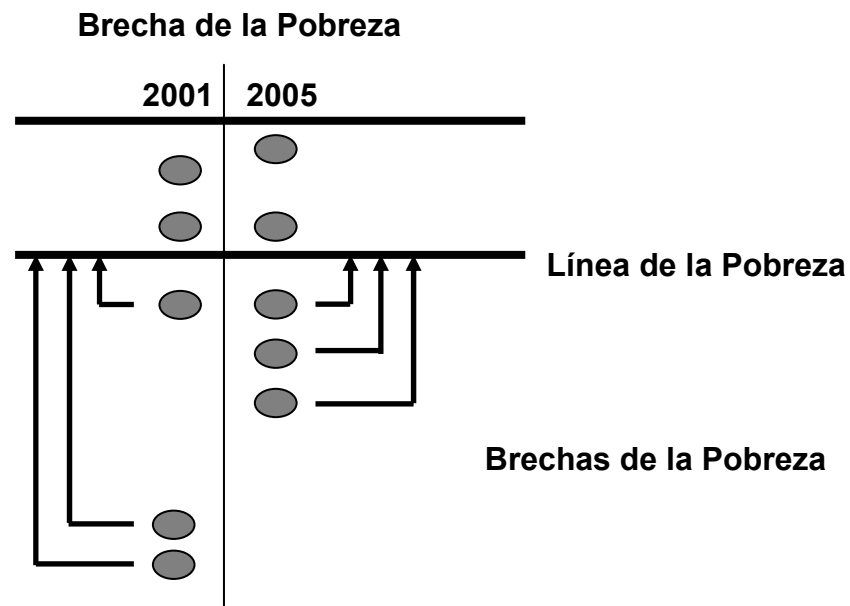 Brecha de la Pobreza
2001 2005
Línea de la Pobreza
Brechas de la Pobreza